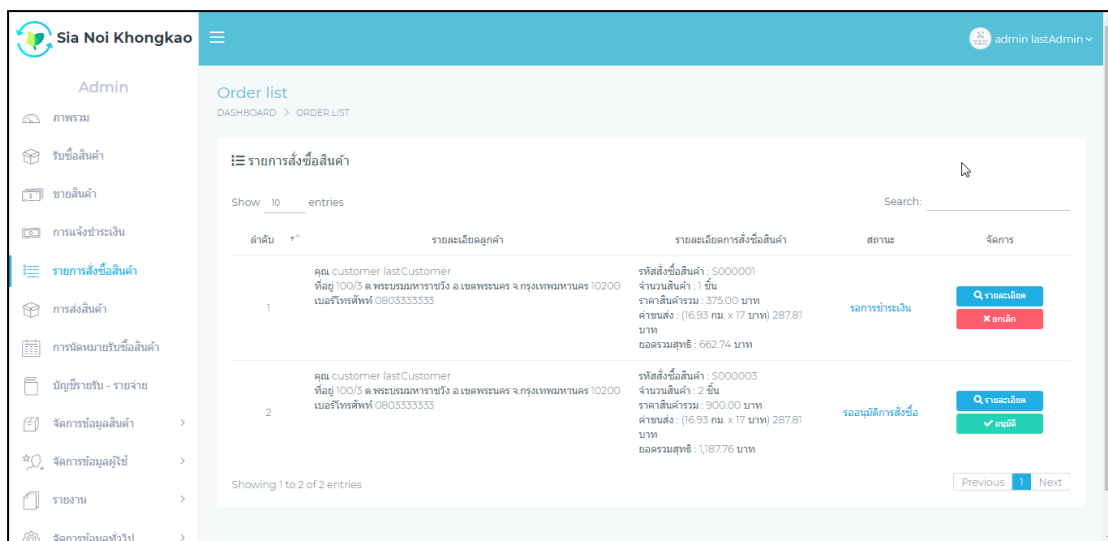 Sia Noi Khongkao
admin lastAdmin
Admin
ภาพรวม
รับซื้อสินค้า
ขายสินค้า
การแจ้งชำระเงิน
รายการสั่งซื้อสินค้า
การส่งสินค้า
การนัดหมายรับซื้อสินค้า
บัญชีรายรับ - รายจ่าย
จัดการข้อมูลสินค้า
จัดการข้อมูลผู้ใช้
รายงาน
จัดการข้อมูลทั่วไป
Order list
DASHBOARD > ORDER LIST
รายการสั่งซื้อสินค้า
Show 10 entries
Search:
ลำดับ รายละเอียดลูกค้า รายละเอียดการสั่งซื้อสินค้า สถานะ จัดการ
1
คุณ customer lastCustomer
ที่อยู่ 100/3 ต.พระบรมมหาราชวัง อ.เขตพระนคร จ.กรุงเทพมหานคร 10200
เบอร์โทรศัพท์ 0803333333
รหัสสั่งซื้อสินค้า : S000001
จำนวนสินค้า : 1 ชิ้น
ราคาสินค้ารวม : 375.00 บาท
ค่าขนส่ง : (16.93 กม. x 17 บาท) 287.81
บาท
ยอดรวมสุทธิ : 662.74 บาท
รอการชำระเงิน
รายละเอียด
ยกเลิก
2
คุณ customer lastCustomer
ที่อยู่ 100/3 ต.พระบรมมหาราชวัง อ.เขตพระนคร จ.กรุงเทพมหานคร 10200
เบอร์โทรศัพท์ 0803333333
รหัสสั่งซื้อสินค้า : S000003
จำนวนสินค้า : 2 ชิ้น
ราคาสินค้ารวม : 900.00 บาท
ค่าขนส่ง : (16.93 กม. x 17 บาท) 287.81
บาท
ยอดรวมสุทธิ : 1,187.76 บาท
รออนุมัติการสั่งซื้อ
รายละเอียด
อนุมัติ
Showing 1 to 2 of 2 entries
Previous 1 Next